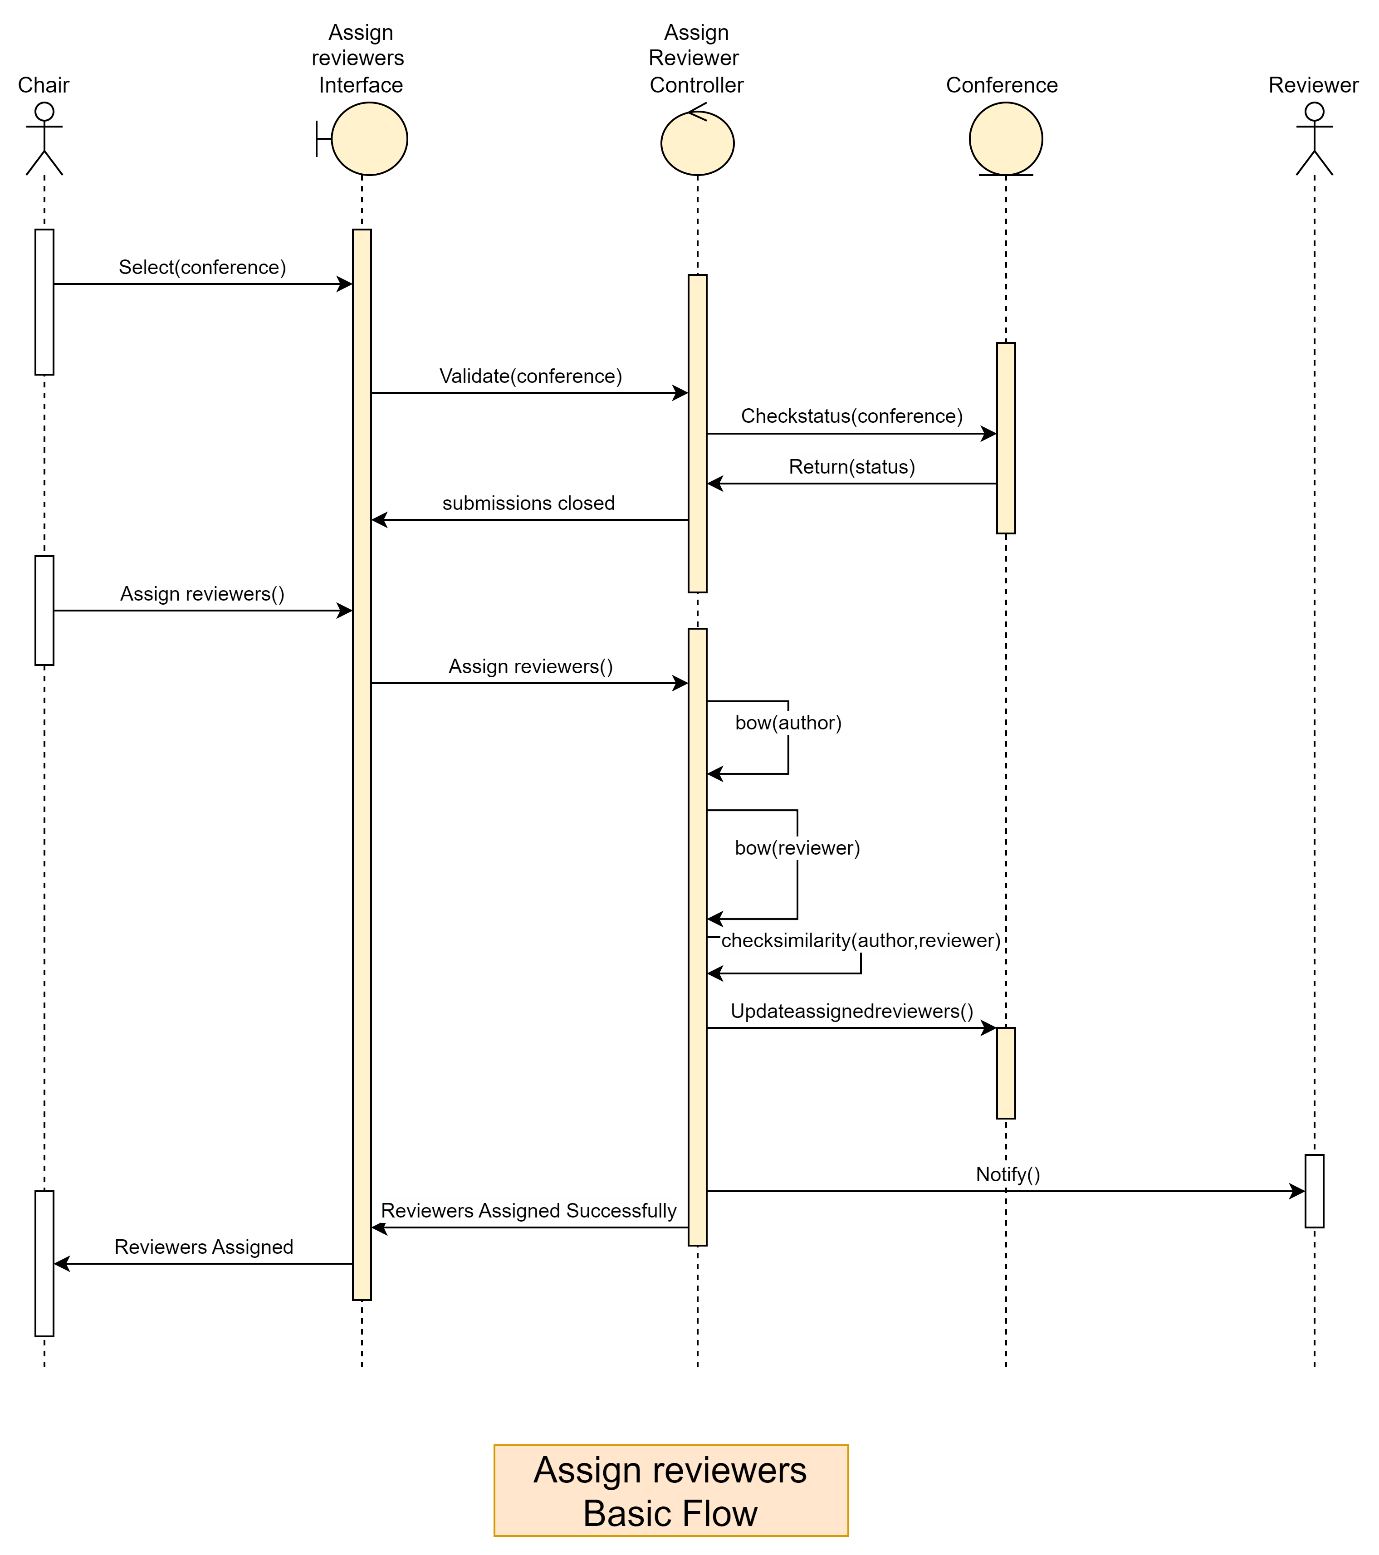 Chair
Assign
reviewers
Interface
Assign
Reviewer
Controller
Conference
Reviewer
Select(conference)
Validate(conference)
Checkstatus(conference)
Return(status)
submissions closed
Assign reviewers()
Assign reviewers()
bow(author)
bow(reviewer)
checksimilarity(author,reviewer)
Updateassignedreviewers()
Notify()
Reviewers Assigned Successfully
Reviewers Assigned
Assign reviewers
Basic Flow